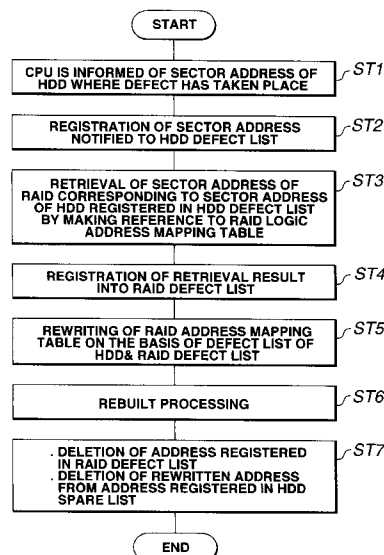 START
CPU IS INFORMED OF SECTOR ADDRESS OF
HDD WHERE DEFECT HAS TAKEN PLACE
ST1
REGISTRATION OF SECTOR ADDRESS
NOTIFIED TO HDD DEFECT LIST
ST2
RETRIEVAL OF SECTOR ADDRESS OF
RAID CORRESPONDING TO SECTOR ADDRESS
OF HDD REGISTERED IN HDD DEFECT LIST
BY MAKING REFERENCE TO RAID LOGIC
ADDRESS MAPPING TABLE
ST3
REGISTRATION OF RETRIEVAL RESULT
INTO RAID DEFECT LIST
ST4
REWRITING OF RAID ADDRESS MAPPING
TABLE ON THE BASIS OF DEFECT LIST OF
HDD& RAID DEFECT LIST
ST5
REBUILT PROCESSING
ST6
. DELETION OF ADDRESS REGISTERED
IN RAID DEFECT LIST
. DELETION OF REWRITTEN ADDRESS
FROM ADDRESS REGISTERED IN HDD
SPARE LIST
ST7
END